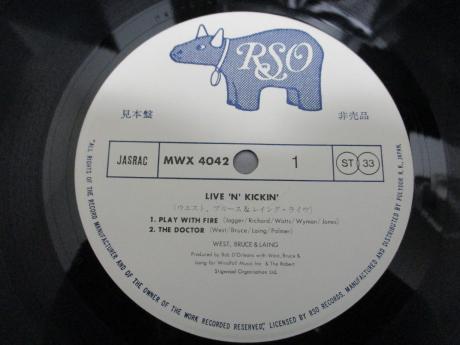 RSO
見本盤
非売品
JASRAC
MWX 4042
1
ST 33
LIVE 'N' KICKIN'
(ウエスト、ブルース&レイング・ライヴ)
1. PLAY WITH FIRE (Jagger/Richard/Watts/Wyman/Jones)
2. THE DOCTOR (West/Bruce/Laing/Palmer)
WEST, BRUCE & LAING
Produced by Bob D'Orleans with West, Bruce &
Laing for Windfall Music Inc & The Robert
Stigwood Organisation Ltd.
"ALL RIGHTS OF THE RECORD MANUFACTURER AND OF THE OWNER OF THE WORK RECORDED RESERVED", LICENSED BY RSO RECORDS. MANUFACTURED AND DISTRIBUTED BY POLYDOR K.K., JAPAN.